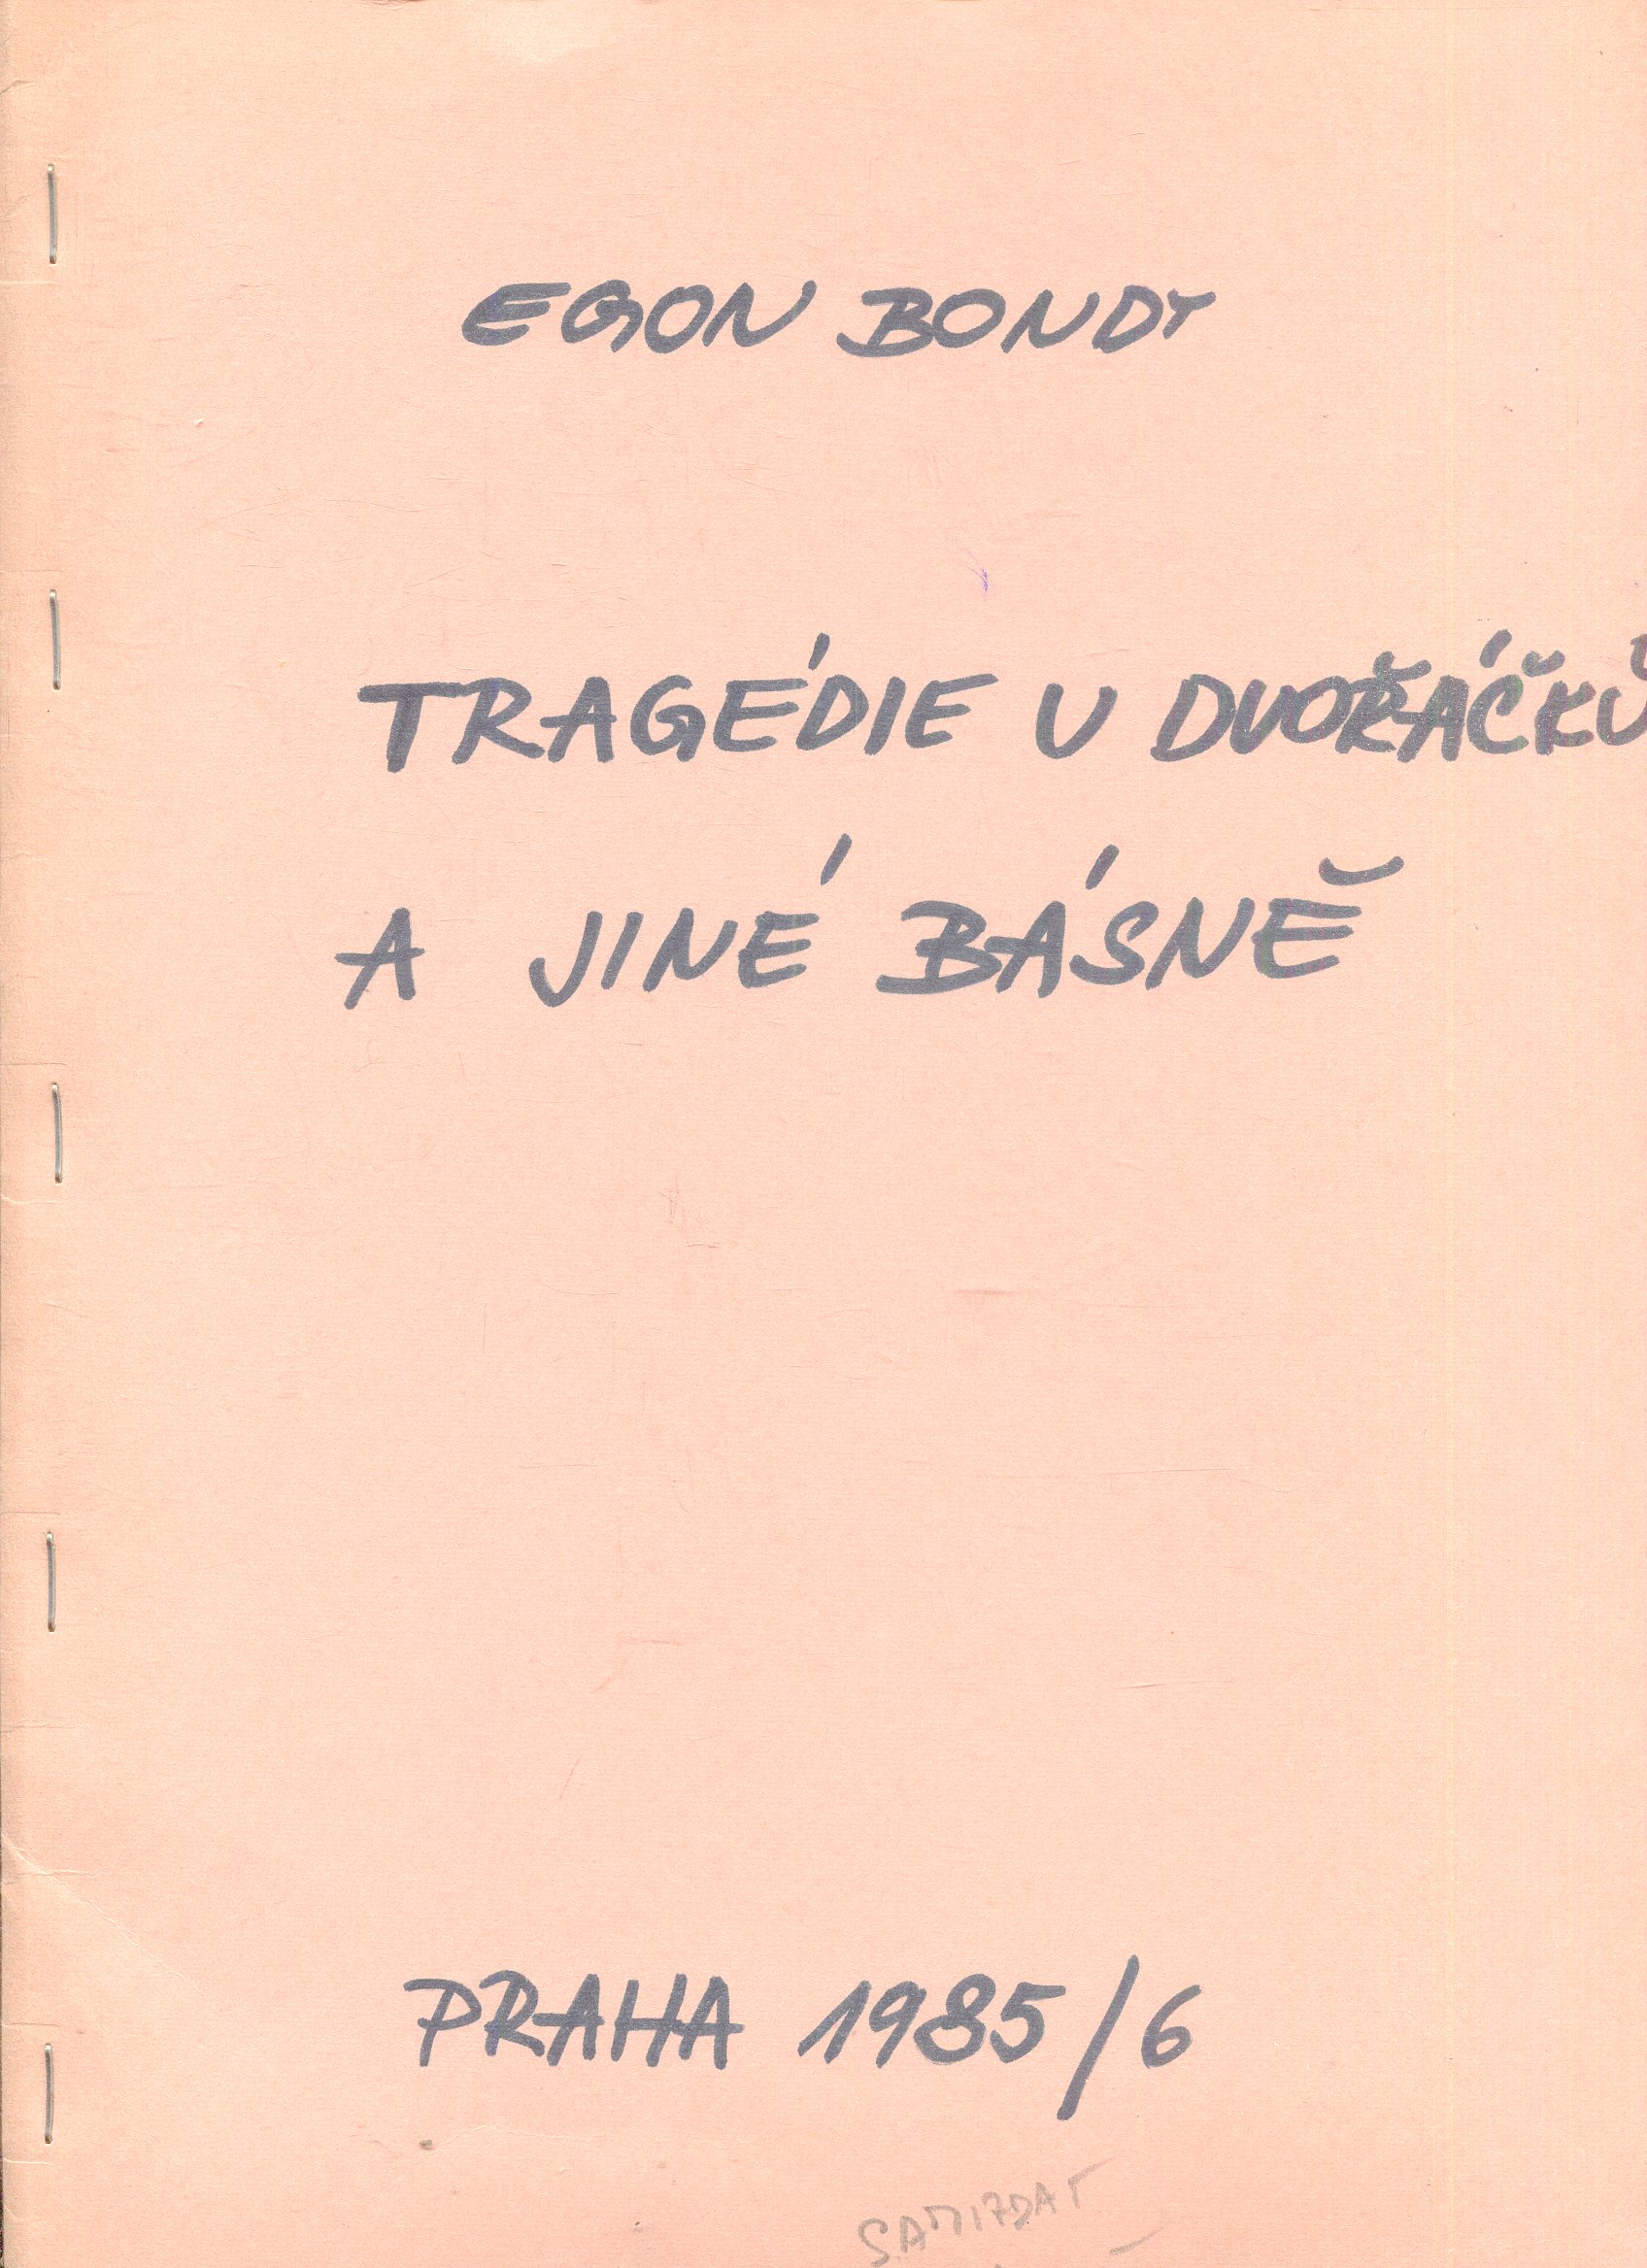 EGON BONDY
TRAGÉDIE U DVOŘÁČKŮ
A JINÉ BÁSNĚ
PRAHA 1985/6
SAMIZDAT